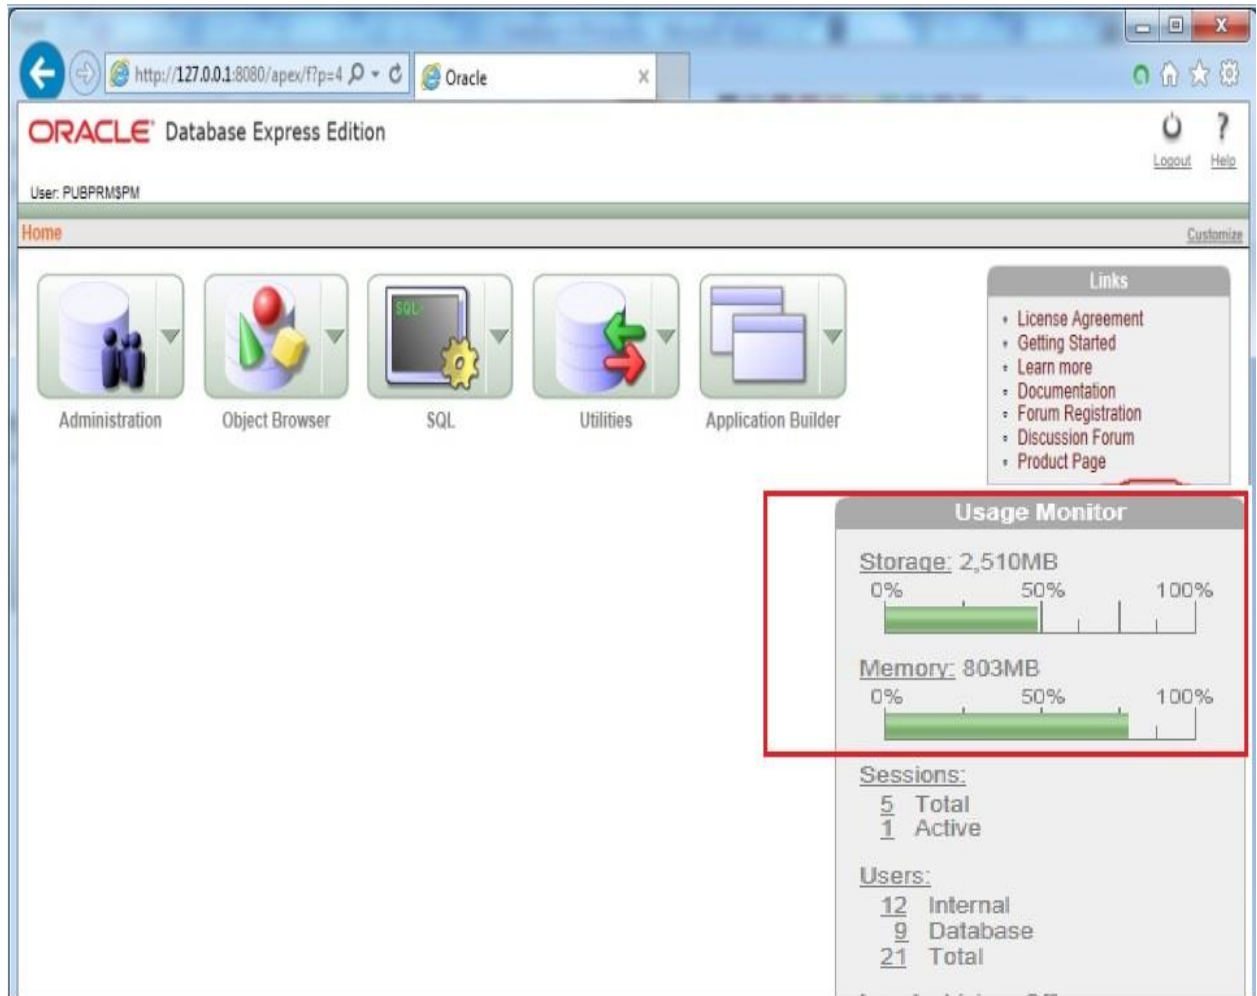 http://127.0.0.1:8080/apex/f?p=4
Oracle
ORACLE® Database Express Edition
Logout
Help
User: PUBPRM$PM
Home
Customize
SQL>
Administration
Object Browser
SQL
Utilities
Application Builder
Links
License Agreement
Getting Started
Learn more
Documentation
Forum Registration
Discussion Forum
Product Page
Usage Monitor
Storage: 2,510MB
0% 50% 100%
Memory: 803MB
0% 50% 100%
Sessions:
5 Total
1 Active
Users:
12 Internal
9 Database
21 Total